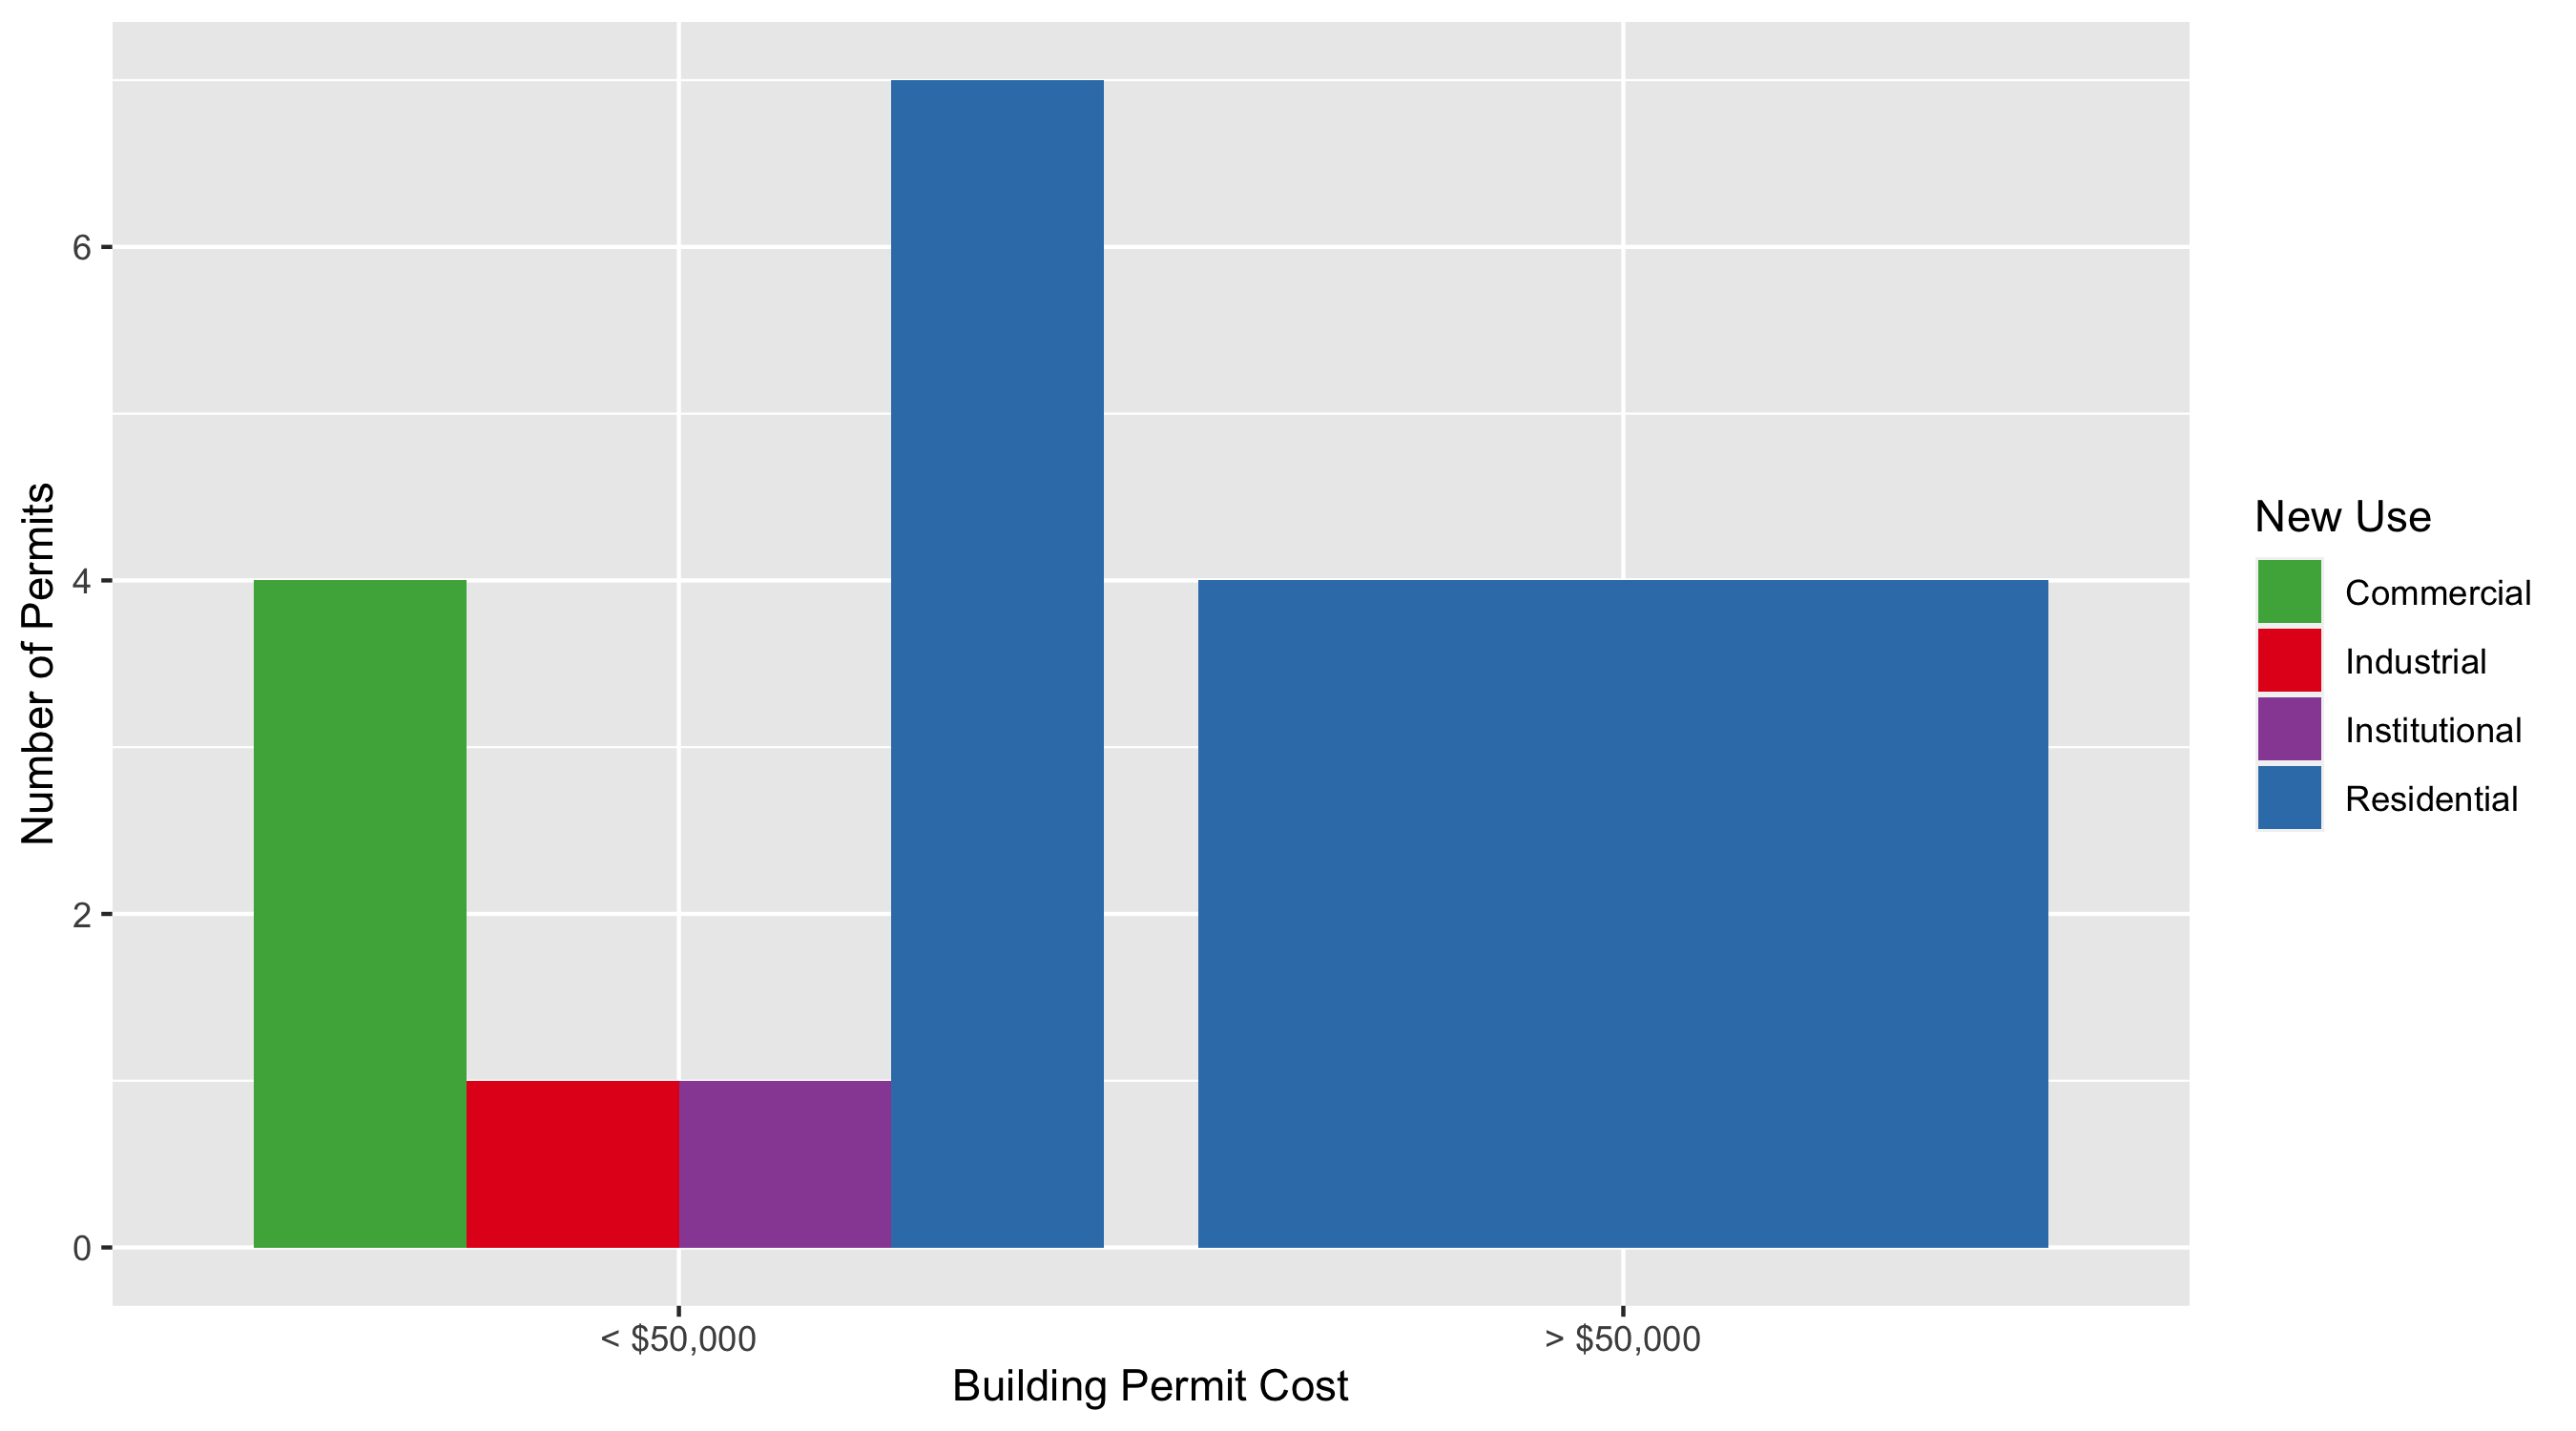 6
4
2
0
Number of Permits
< $50,000
> $50,000
Building Permit Cost
New Use
Commercial
Industrial
Institutional
Residential